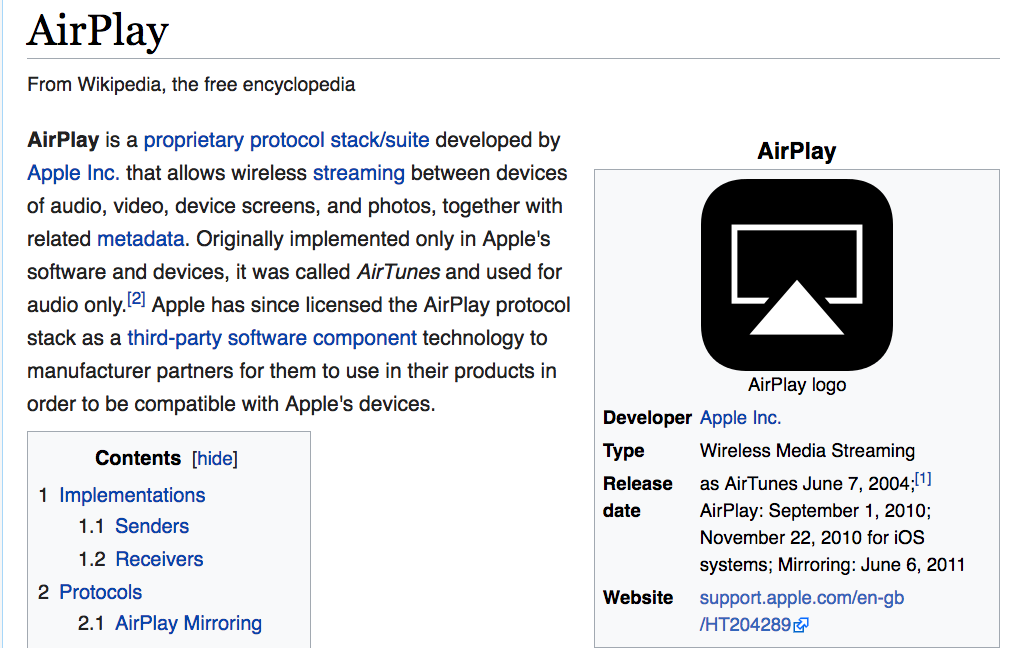 AirPlay
From Wikipedia, the free encyclopedia
AirPlay is a proprietary protocol stack/suite developed by
Apple Inc. that allows wireless streaming between devices
of audio, video, device screens, and photos, together with
related metadata. Originally implemented only in Apple's
software and devices, it was called AirTunes and used for
audio only.[2] Apple has since licensed the AirPlay protocol
stack as a third-party software component technology to
manufacturer partners for them to use in their products in
order to be compatible with Apple's devices.
Contents [hide]
1 Implementations
1.1 Senders
1.2 Receivers
2 Protocols
2.1 AirPlay Mirroring
AirPlay
AirPlay logo
Developer Apple Inc.
Type Wireless Media Streaming
Release as AirTunes June 7, 2004;[1]
date AirPlay: September 1, 2010;
November 22, 2010 for iOS
systems; Mirroring: June 6, 2011
Website support.apple.com/en-gb
/HT204289